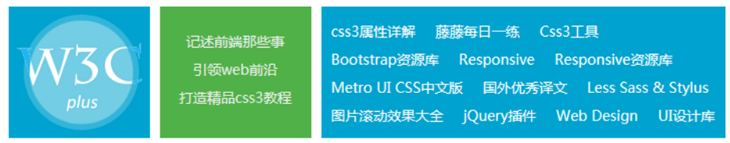 W3C
plus
记述前端那些事
引领web前沿
打造精品css3教程
css3属性详解 藤藤每日一练 Css3工具
Bootstrap资源库 Responsive Responsive资源库
Metro UI CSS中文版 国外优秀译文 Less Sass & Stylus
图片滚动效果大全 jQuery插件 Web Design UI设计库